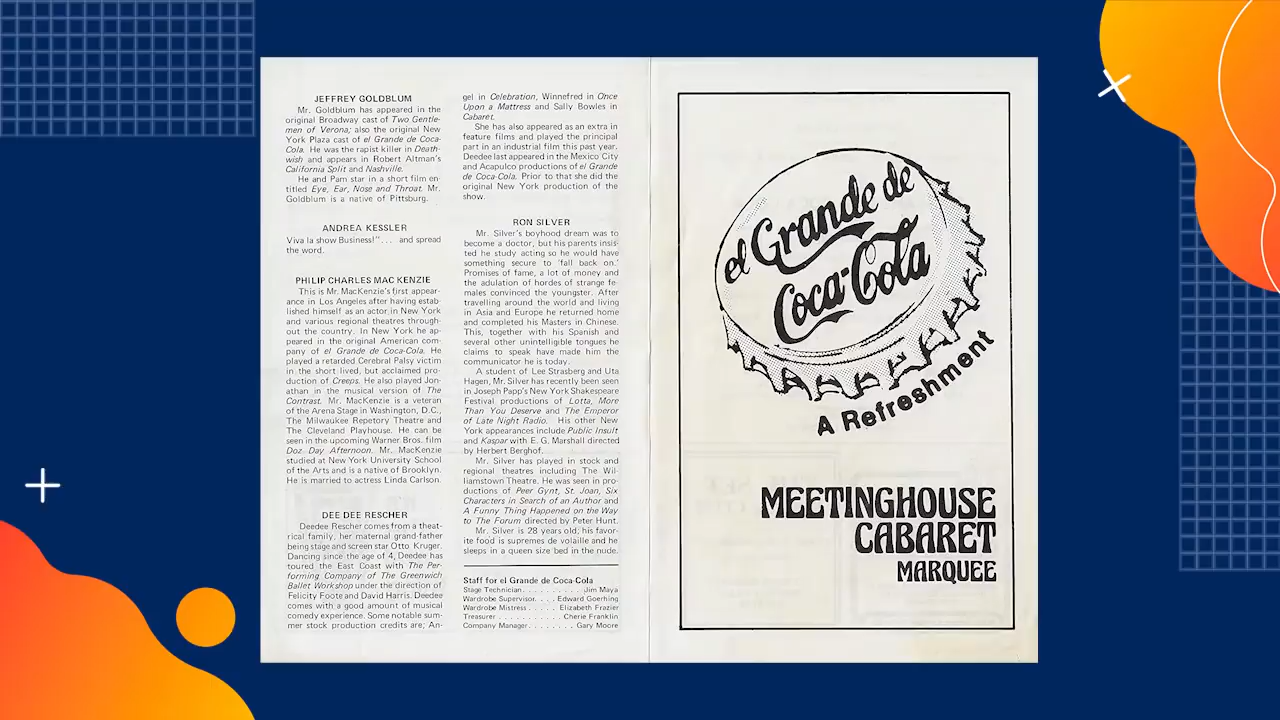 JEFFREY GOLDBLUM
Mr. Goldblum has appeared in the
original Broadway cast of Two Gentle-
men of Verona; also the original New
York Plaza cast of el Grande de Coca-
Cola. He was the rapist killer in Death-
wish and appears in Robert Altman's
California Split and Nashville.
He and Pam star in a short film en-
titled Eye, Ear, Nose and Throat. Mr.
Goldblum is a native of Pittsburg.
ANDREA KESSLER
Viva la show Business!"... and spread
the word.
PHILIP CHARLES MAC KENZIE
This is Mr. MacKenzie's first appear-
ance in Los Angeles after having estab-
lished himself as an actor in New York
and various regional theatres through-
out the country. In New York he ap-
peared in the original American com-
pany of el Grande de Coca-Cola. He
played a retarded Cerebral Palsy victim
in the short lived, but acclaimed pro-
duction of Creeps. He also played Jon-
athan in the musical version of The
Contrast. Mr. MacKenzie is a veteran
of the Arena Stage in Washington, D.C.,
The Milwaukee Repetory Theatre and
The Cleveland Playhouse. He can be
seen in the upcoming Warner Bros. film
Doz Day Afternoon. Mr. MacKenzie
studied at New York University School
of the Arts and is a native of Brooklyn.
He is married to actress Linda Carlson.
DEE DEE RESCHER
Deedee Rescher comes from a theat-
rical family, her maternal grand-father
being stage and screen star Otto Kruger.
Dancing since the age of 4, Deedee has
toured the East Coast with The Per-
forming Company of The Greenwich
Ballet Workshop under the direction of
Felicity Foote and David Harris. Deedee
comes with a good amount of musical
comedy experience. Some notable sum-
mer stock production credits are; An-
gel in Celebration, Winnefred in Once
Upon a Mattress and Sally Bowles in
Cabaret.
She has also appeared as an extra in
feature films and played the principal
part in an industrial film this past year.
Deedee last appeared in the Mexico City
and Acapulco productions of el Grande
de Coca-Cola. Prior to that she did the
original New York production of the
show.
RON SILVER
Mr. Silver's boyhood dream was to
become a doctor, but his parents insis-
ted he study acting so he would have
something secure to 'fall back on.'
Promises of fame, a lot of money and
the adulation of hordes of strange fe-
males convinced the youngster. After
travelling around the world and living
in Asia and Europe he returned home
and completed his Masters in Chinese.
This, together with his Spanish and
several other unintelligible tongues he
claims to speak have made him the
communicator he is today.
A student of Lee Strasberg and Uta
Hagen, Mr. Silver has recently been seen
in Joseph Papp's New York Shakespeare
Festival productions of Lotta, More
Than You Deserve and The Emperor
of Late Night Radio. His other New
York appearances include Public Insult
and Kaspar with E. G. Marshall directed
by Herbert Berghof.
Mr. Silver has played in stock and
regional theatres including The Wil-
liamstown Theatre. He was seen in pro-
ductions of Peer Gynt, St. Joan, Six
Characters in Search of an Author and
A Funny Thing Happened on the Way
to The Forum directed by Peter Hunt.
Mr. Silver is 28 years old; his favor-
ite food is supremes de volaille and he
sleeps in a queen size bed in the nude.
Staff for el Grande de Coca-Cola
Stage Technician. . . . . . . . . . Jim Maya
Wardrobe Supervisor. . . . Edward Goerhing
Wardrobe Mistress . . . . . Elizabeth Frazier
Treasurer . . . . . . . . . . . Cherie Franklin
Company Manager. . . . . . . . Gary Moore
el Grande de
Coca-Cola
A Refreshment
MEETINGHOUSE
CABARET
MARQUEE